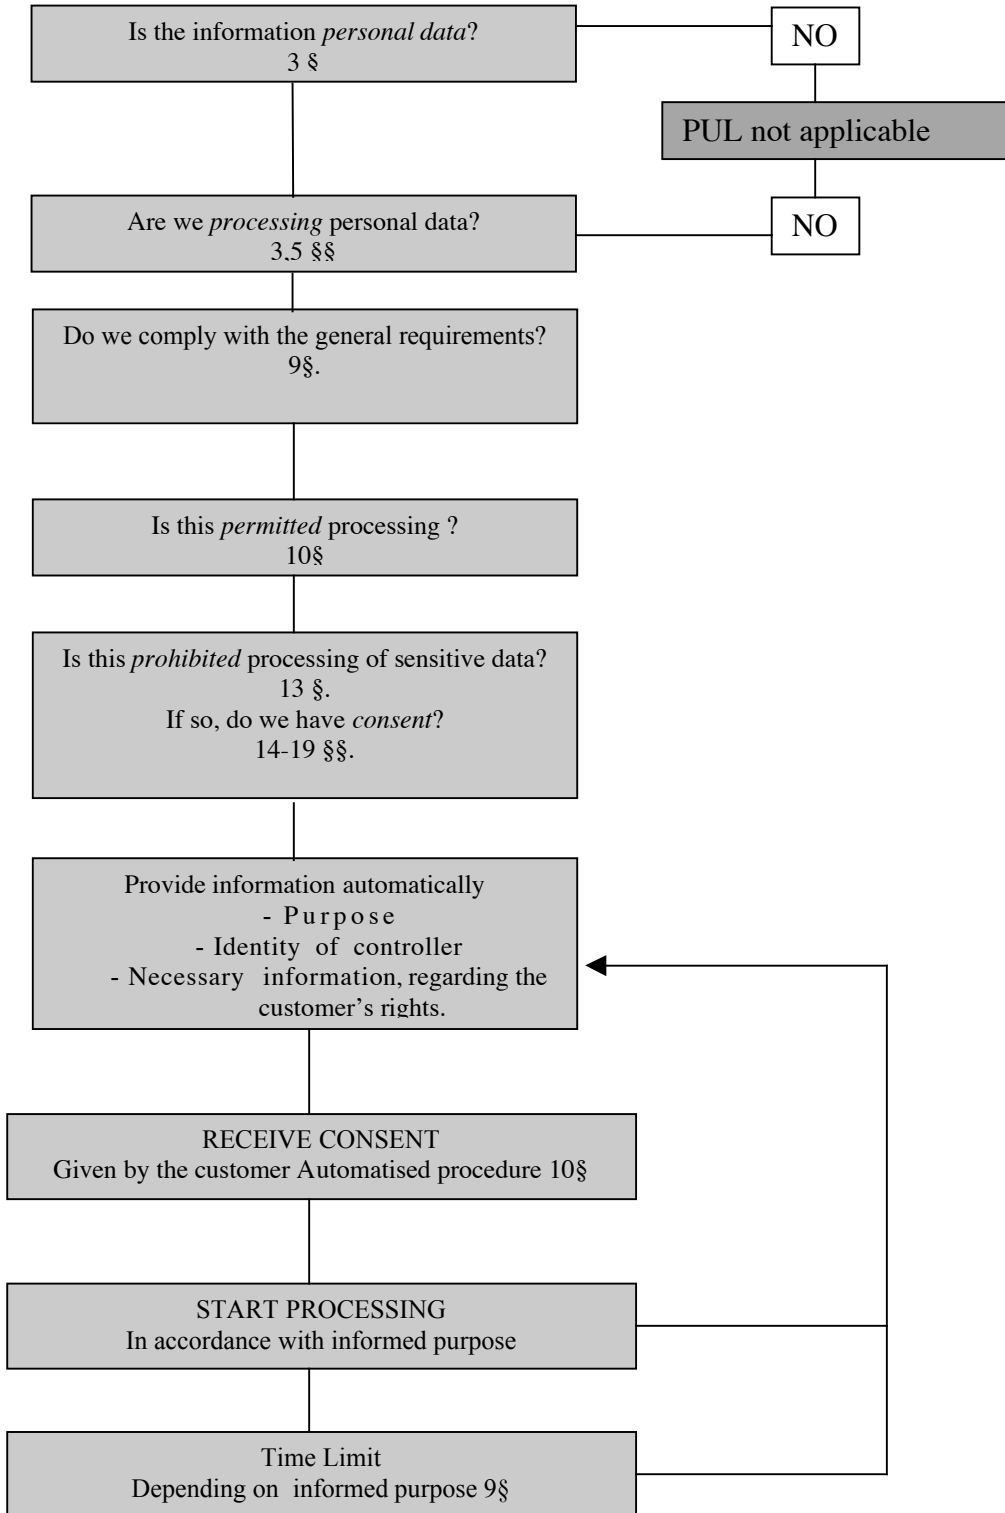 Is the information personal data?
3 §
NO
PUL not applicable
Are we processing personal data?
3,5 §§
NO
Do we comply with the general requirements?
9§.
Is this permitted processing ?
10§
Is this prohibited processing of sensitive data?
13 §.
If so, do we have consent?
14-19 §§.
Provide information automatically
- Purpose
- Identity of controller
- Necessary information, regarding the
customer's rights.
RECEIVE CONSENT
Given by the customer Automatised procedure 10§
START PROCESSING
In accordance with informed purpose
Time Limit
Depending on informed purpose 9§